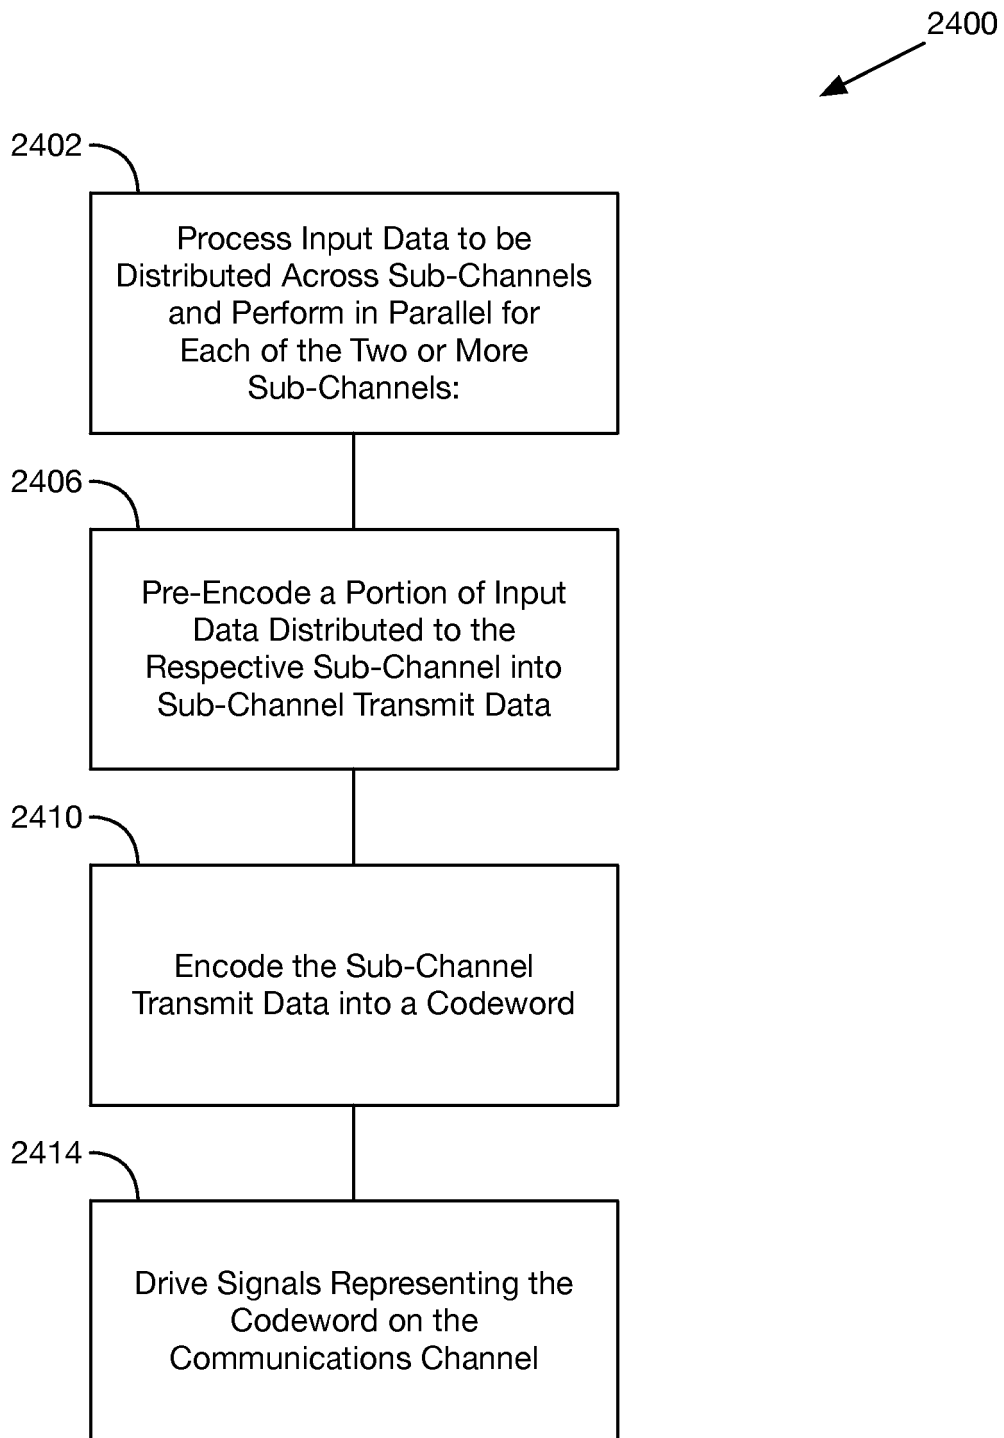 2400
2402
Process Input Data to be
Distributed Across Sub-Channels
and Perform in Parallel for
Each of the Two or More
Sub-Channels:
2406
Pre-Encode a Portion of Input
Data Distributed to the
Respective Sub-Channel into
Sub-Channel Transmit Data
2410
Encode the Sub-Channel
Transmit Data into a Codeword
2414
Drive Signals Representing the
Codeword on the
Communications Channel